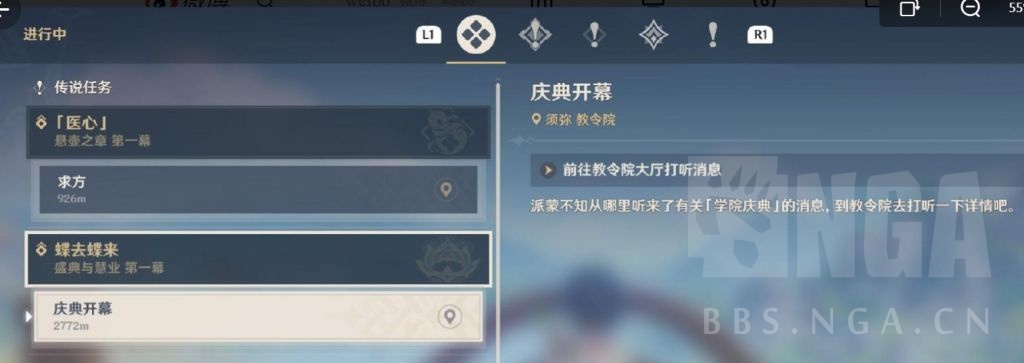 微博
weibo
55%
进行中
L1
R1
传说任务
「医心」
悬壶之章 第一幕
求方
926m
蝶去蝶来
盛典与慧业 第一幕
庆典开幕
2772m
庆典开幕
须弥 教令院
前往教令院大厅打听消息
派蒙不知从哪里听来了有关「学院庆典」的消息，到教令院去打听一下详情吧。
NGA
BBS.NGA.CN